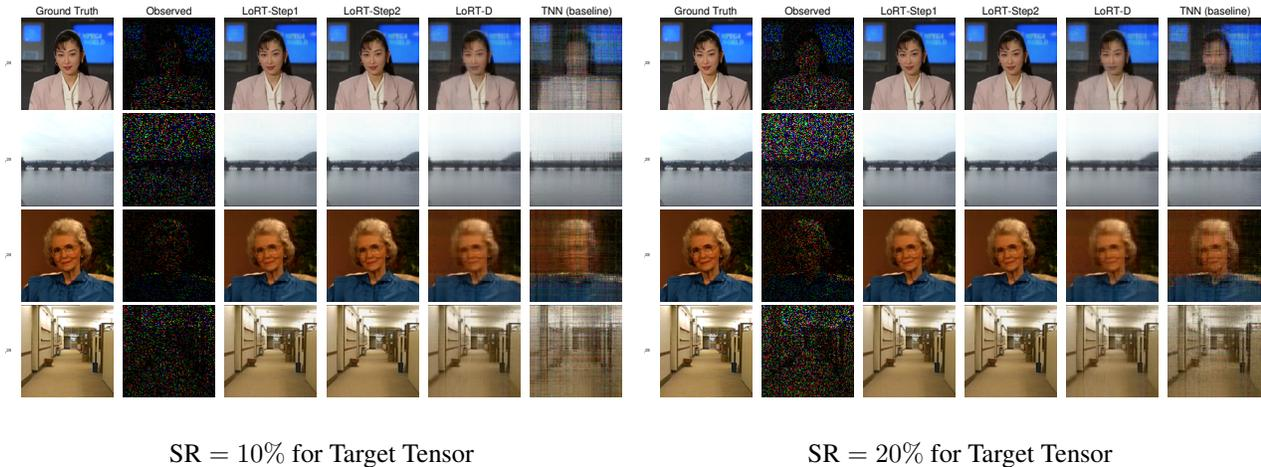 Ground Truth Observed LoRT-Step1 LoRT-Step2 LoRT-D TNN (baseline)
Ground Truth Observed LoRT-Step1 LoRT-Step2 LoRT-D TNN (baseline)
SR = 10% for Target Tensor
SR = 20% for Target Tensor